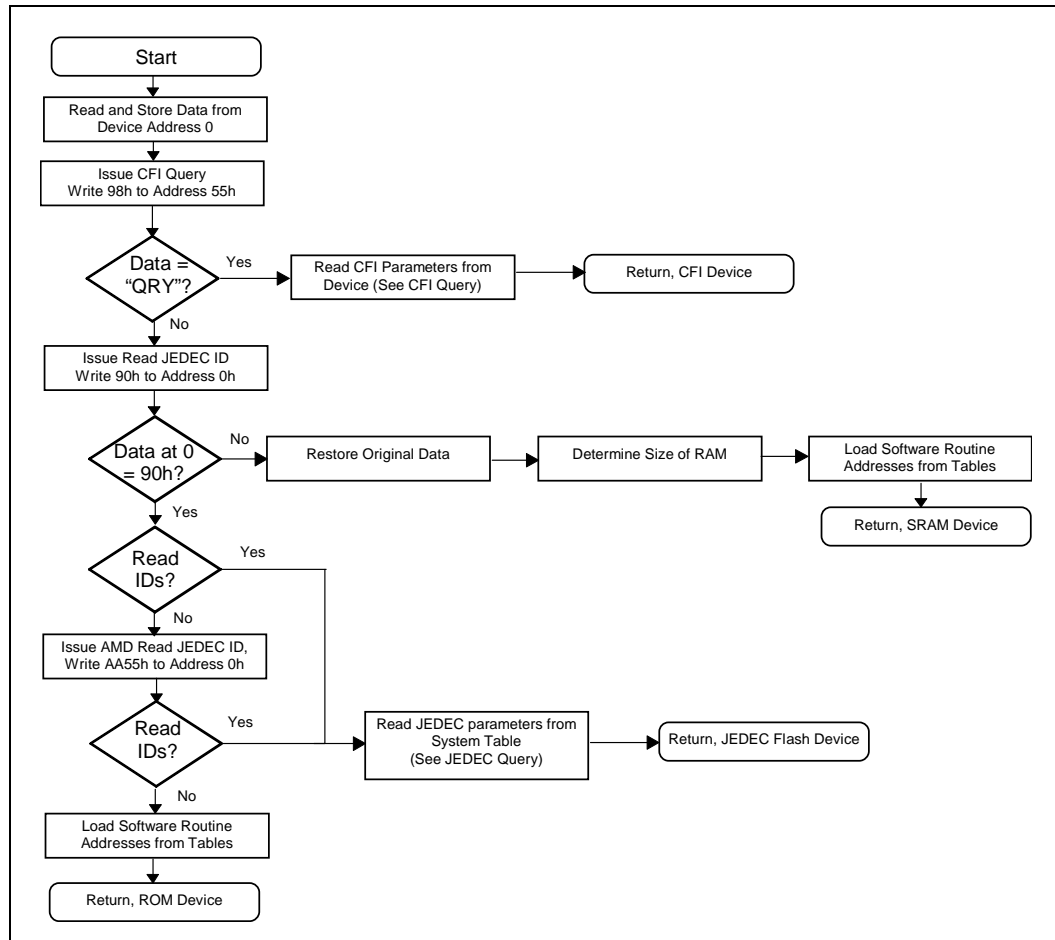 Start
Read and Store Data from
Device Address 0
Issue CFI Query
Write 98h to Address 55h
Data =
“QRY”?
Yes
Read CFI Parameters from
Device (See CFI Query)
Return, CFI Device
No
Issue Read JEDEC ID
Write 90h to Address 0h
Data at 0
= 90h?
No
Restore Original Data
Determine Size of RAM
Load Software Routine
Addresses from Tables
Return, SRAM Device
Yes
Read
IDs?
Yes
No
Issue AMD Read JEDEC ID,
Write AA55h to Address 0h
Read
IDs?
Yes
Read JEDEC parameters from
System Table
(See JEDEC Query)
Return, JEDEC Flash Device
No
Load Software Routine
Addresses from Tables
Return, ROM Device